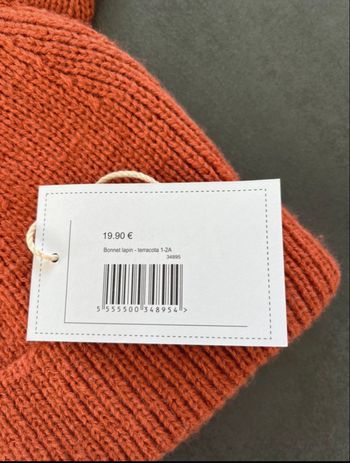 19.90 €
Bonnet lapin - terracota 1-2A
34895
5 555500 348954 >